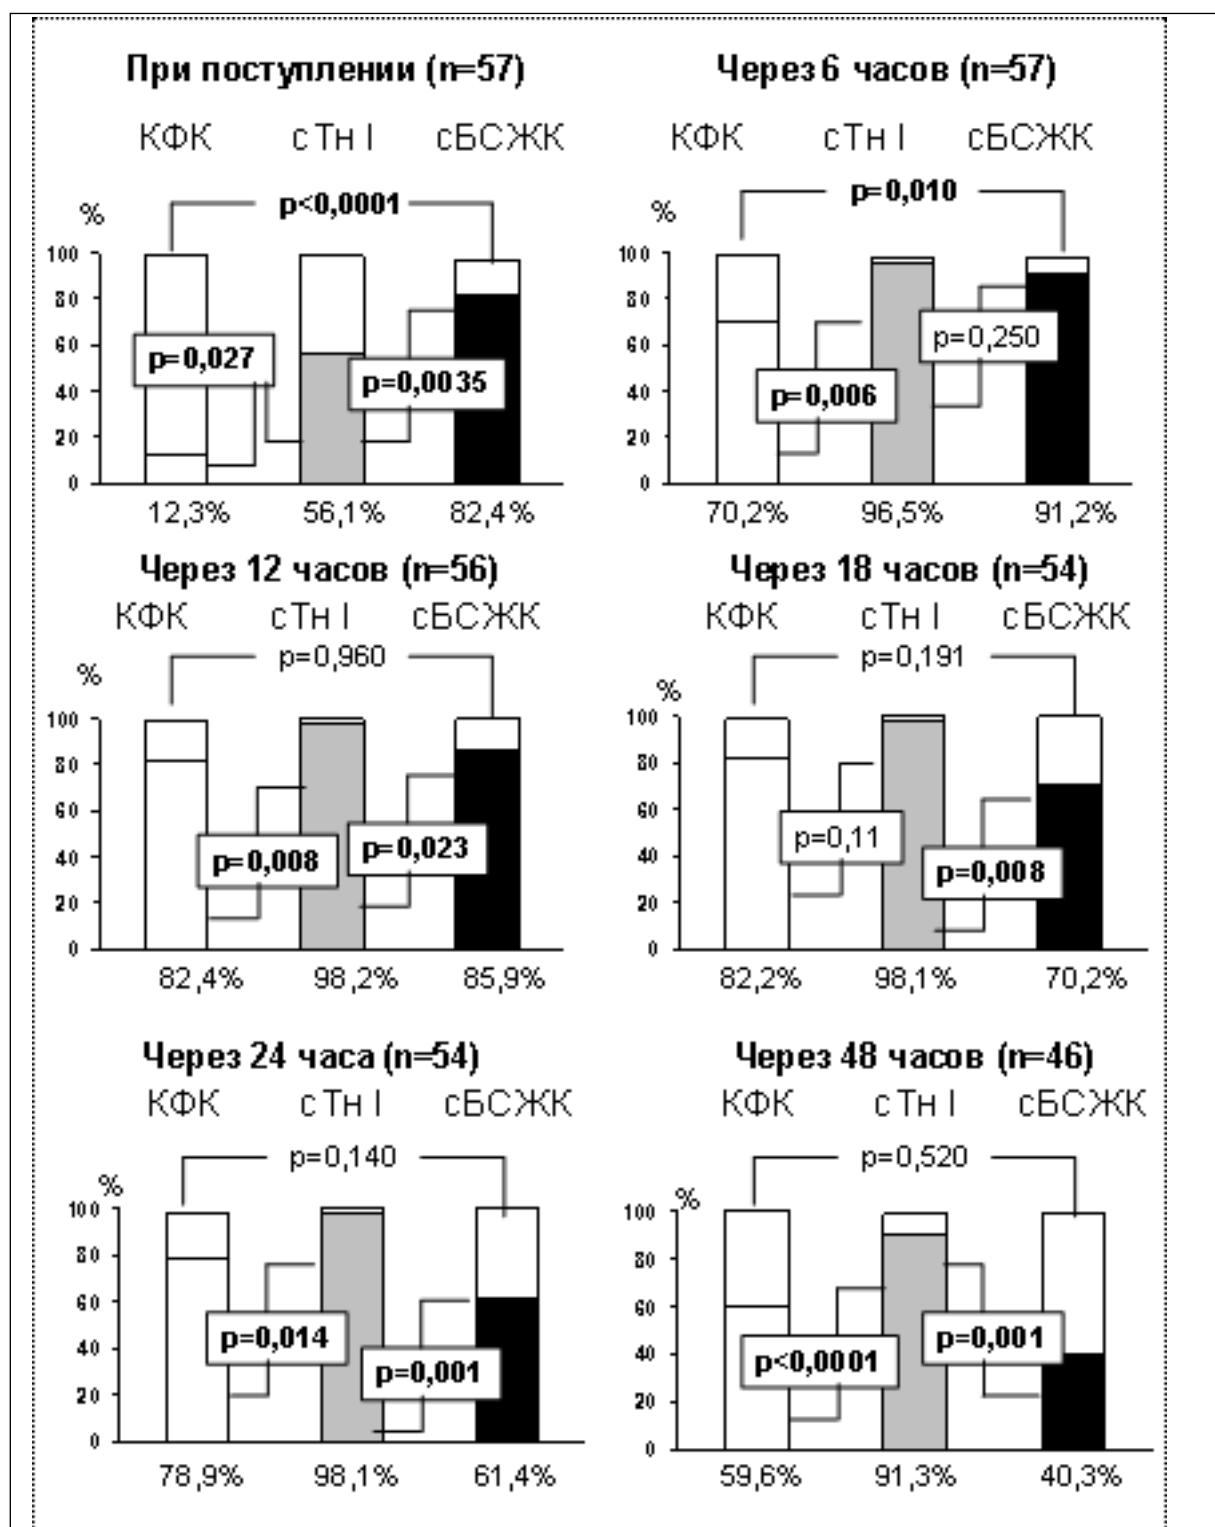 При поступлении (n=57)
КФК сТн I сБСЖК
p<0,0001
%
100
80
60
40
20
0
p=0,027
p=0,0035
12,3% 56,1% 82,4%
Через 6 часов (n=57)
КФК сТн I сБСЖК
p=0,010
%
100
80
60
40
20
0
p=0,250
p=0,006
70,2% 96,5% 91,2%
Через 12 часов (n=56)
КФК сТн I сБСЖК
p=0,960
%
100
80
60
40
20
0
p=0,008
p=0,023
82,4% 98,2% 85,9%
Через 18 часов (n=54)
КФК сТн I сБСЖК
p=0,191
%
100
80
60
40
20
0
p=0,11
p=0,008
82,2% 98,1% 70,2%
Через 24 часа (n=54)
КФК сТн I сБСЖК
p=0,140
%
100
80
60
40
20
0
p=0,014
p=0,001
78,9% 98,1% 61,4%
Через 48 часов (n=46)
КФК сТн I сБСЖК
p=0,520
%
100
80
60
40
20
0
p<0,0001
p=0,001
59,6% 91,3% 40,3%